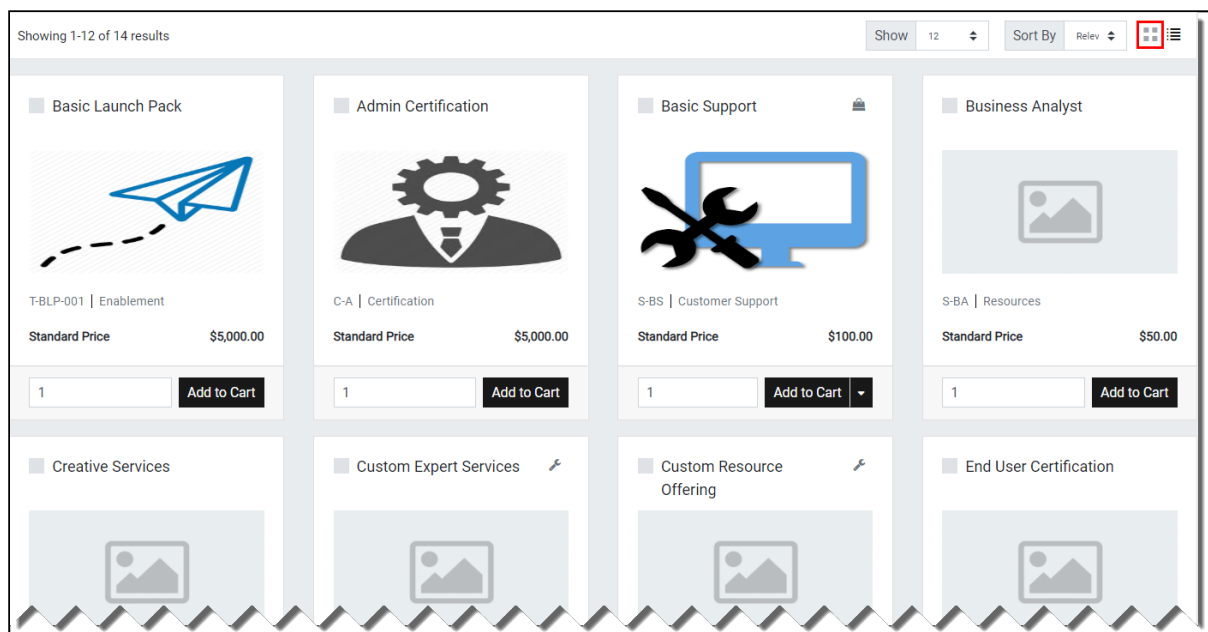 Showing 1-12 of 14 results
Show 12 Sort By Relev
Basic Launch Pack
Admin Certification
Basic Support
Business Analyst
T-BLP-001 | Enablement
C-A | Certification
S-BS | Customer Support
S-BA | Resources
Standard Price $5,000.00
Standard Price $5,000.00
Standard Price $100.00
Standard Price $50.00
1 Add to Cart
1 Add to Cart
1 Add to Cart
1 Add to Cart
Creative Services
Custom Expert Services
Custom Resource
Offering
End User Certification